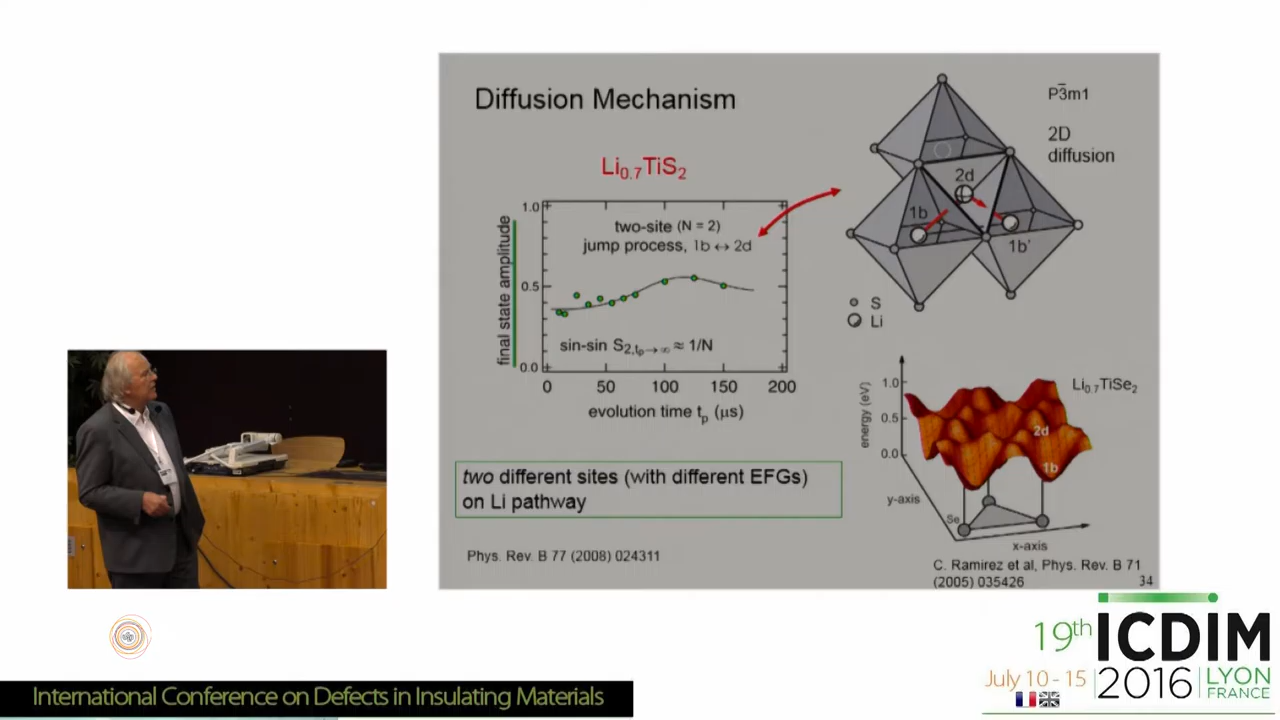 Diffusion Mechanism
Li0.7TiS2
1.0
0.5
0.0
final state amplitude
two-site (N = 2)
jump process, 1b ↔ 2d
sin-sin S2,tp→∞ ≈ 1/N
0 50 100 150 200
evolution time tp (µs)
two different sites (with different EFGs)
on Li pathway
Phys. Rev. B 77 (2008) 024311
P3̅m1
2D
diffusion
2d
1b
1b'
S
Li
Li0.7TiSe2
energy (eV)
1.0
0.5
0.0
2d
1b
y-axis
Se
x-axis
C. Ramirez et al, Phys. Rev. B 71
(2005) 035426
34
19th ICDIM
July 10 - 15 2016 LYON
FRANCE
International Conference on Defects in Insulating Materials